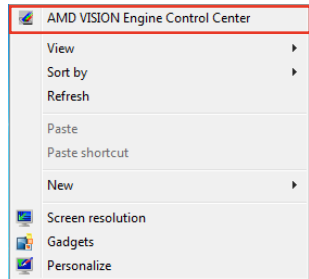 AMD VISION Engine Control Center
View
Sort by
Refresh
Paste
Paste shortcut
New
Screen resolution
Gadgets
Personalize